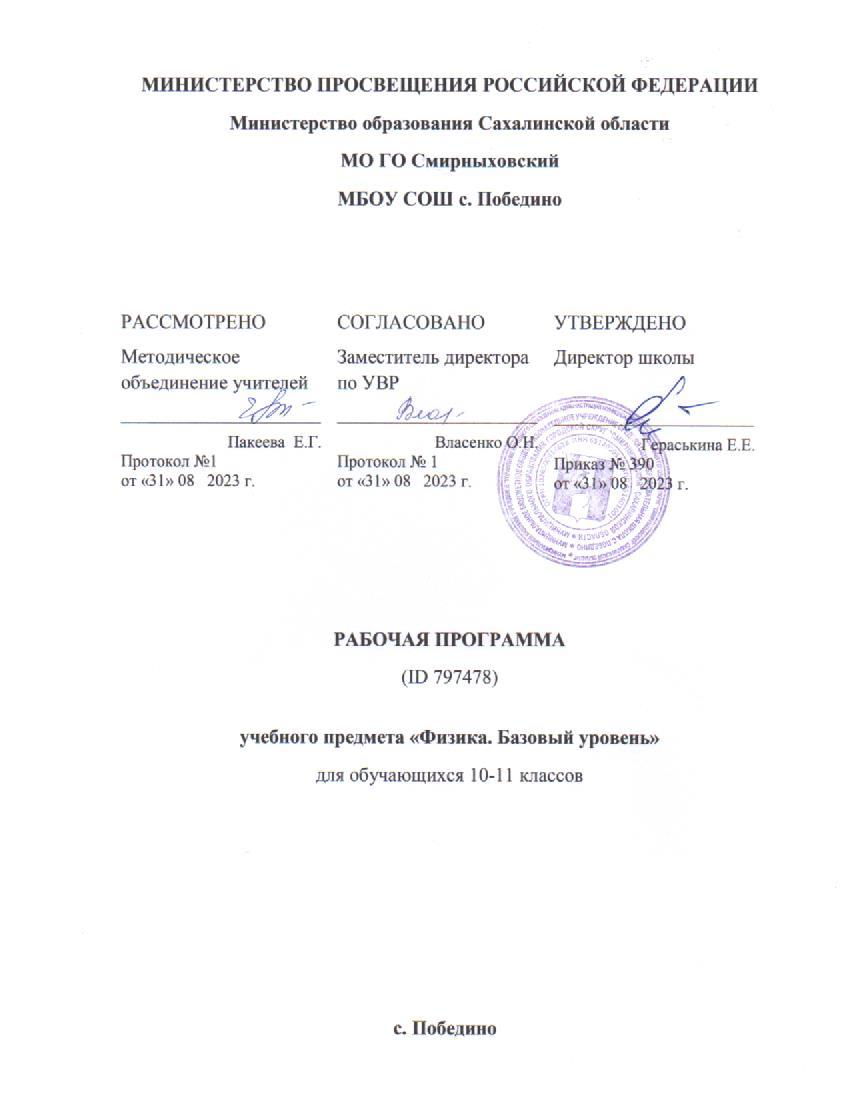 МИНИСТЕРСТВО ПРОСВЕЩЕНИЯ РОССИЙСКОЙ ФЕДЕРАЦИИ
Министерство образования Сахалинской области
МО ГО Смирныховский
МБОУ СОШ с. Победино
РАССМОТРЕНО
Методическое
объединение учителей
Пакеева Е.Г.
Протокол №1
от «31» 08 2023 г.
СОГЛАСОВАНО
Заместитель директора
по УВР
Власенко О.Н.
Протокол № 1
от «31» 08 2023 г.
УТВЕРЖДЕНО
Директор школы
Гераськина Е.Е.
Приказ № 390
от «31» 08 2023 г.
РАБОЧАЯ ПРОГРАММА
(ID 797478)
учебного предмета «Физика. Базовый уровень»
для обучающихся 10-11 классов
с. Победино